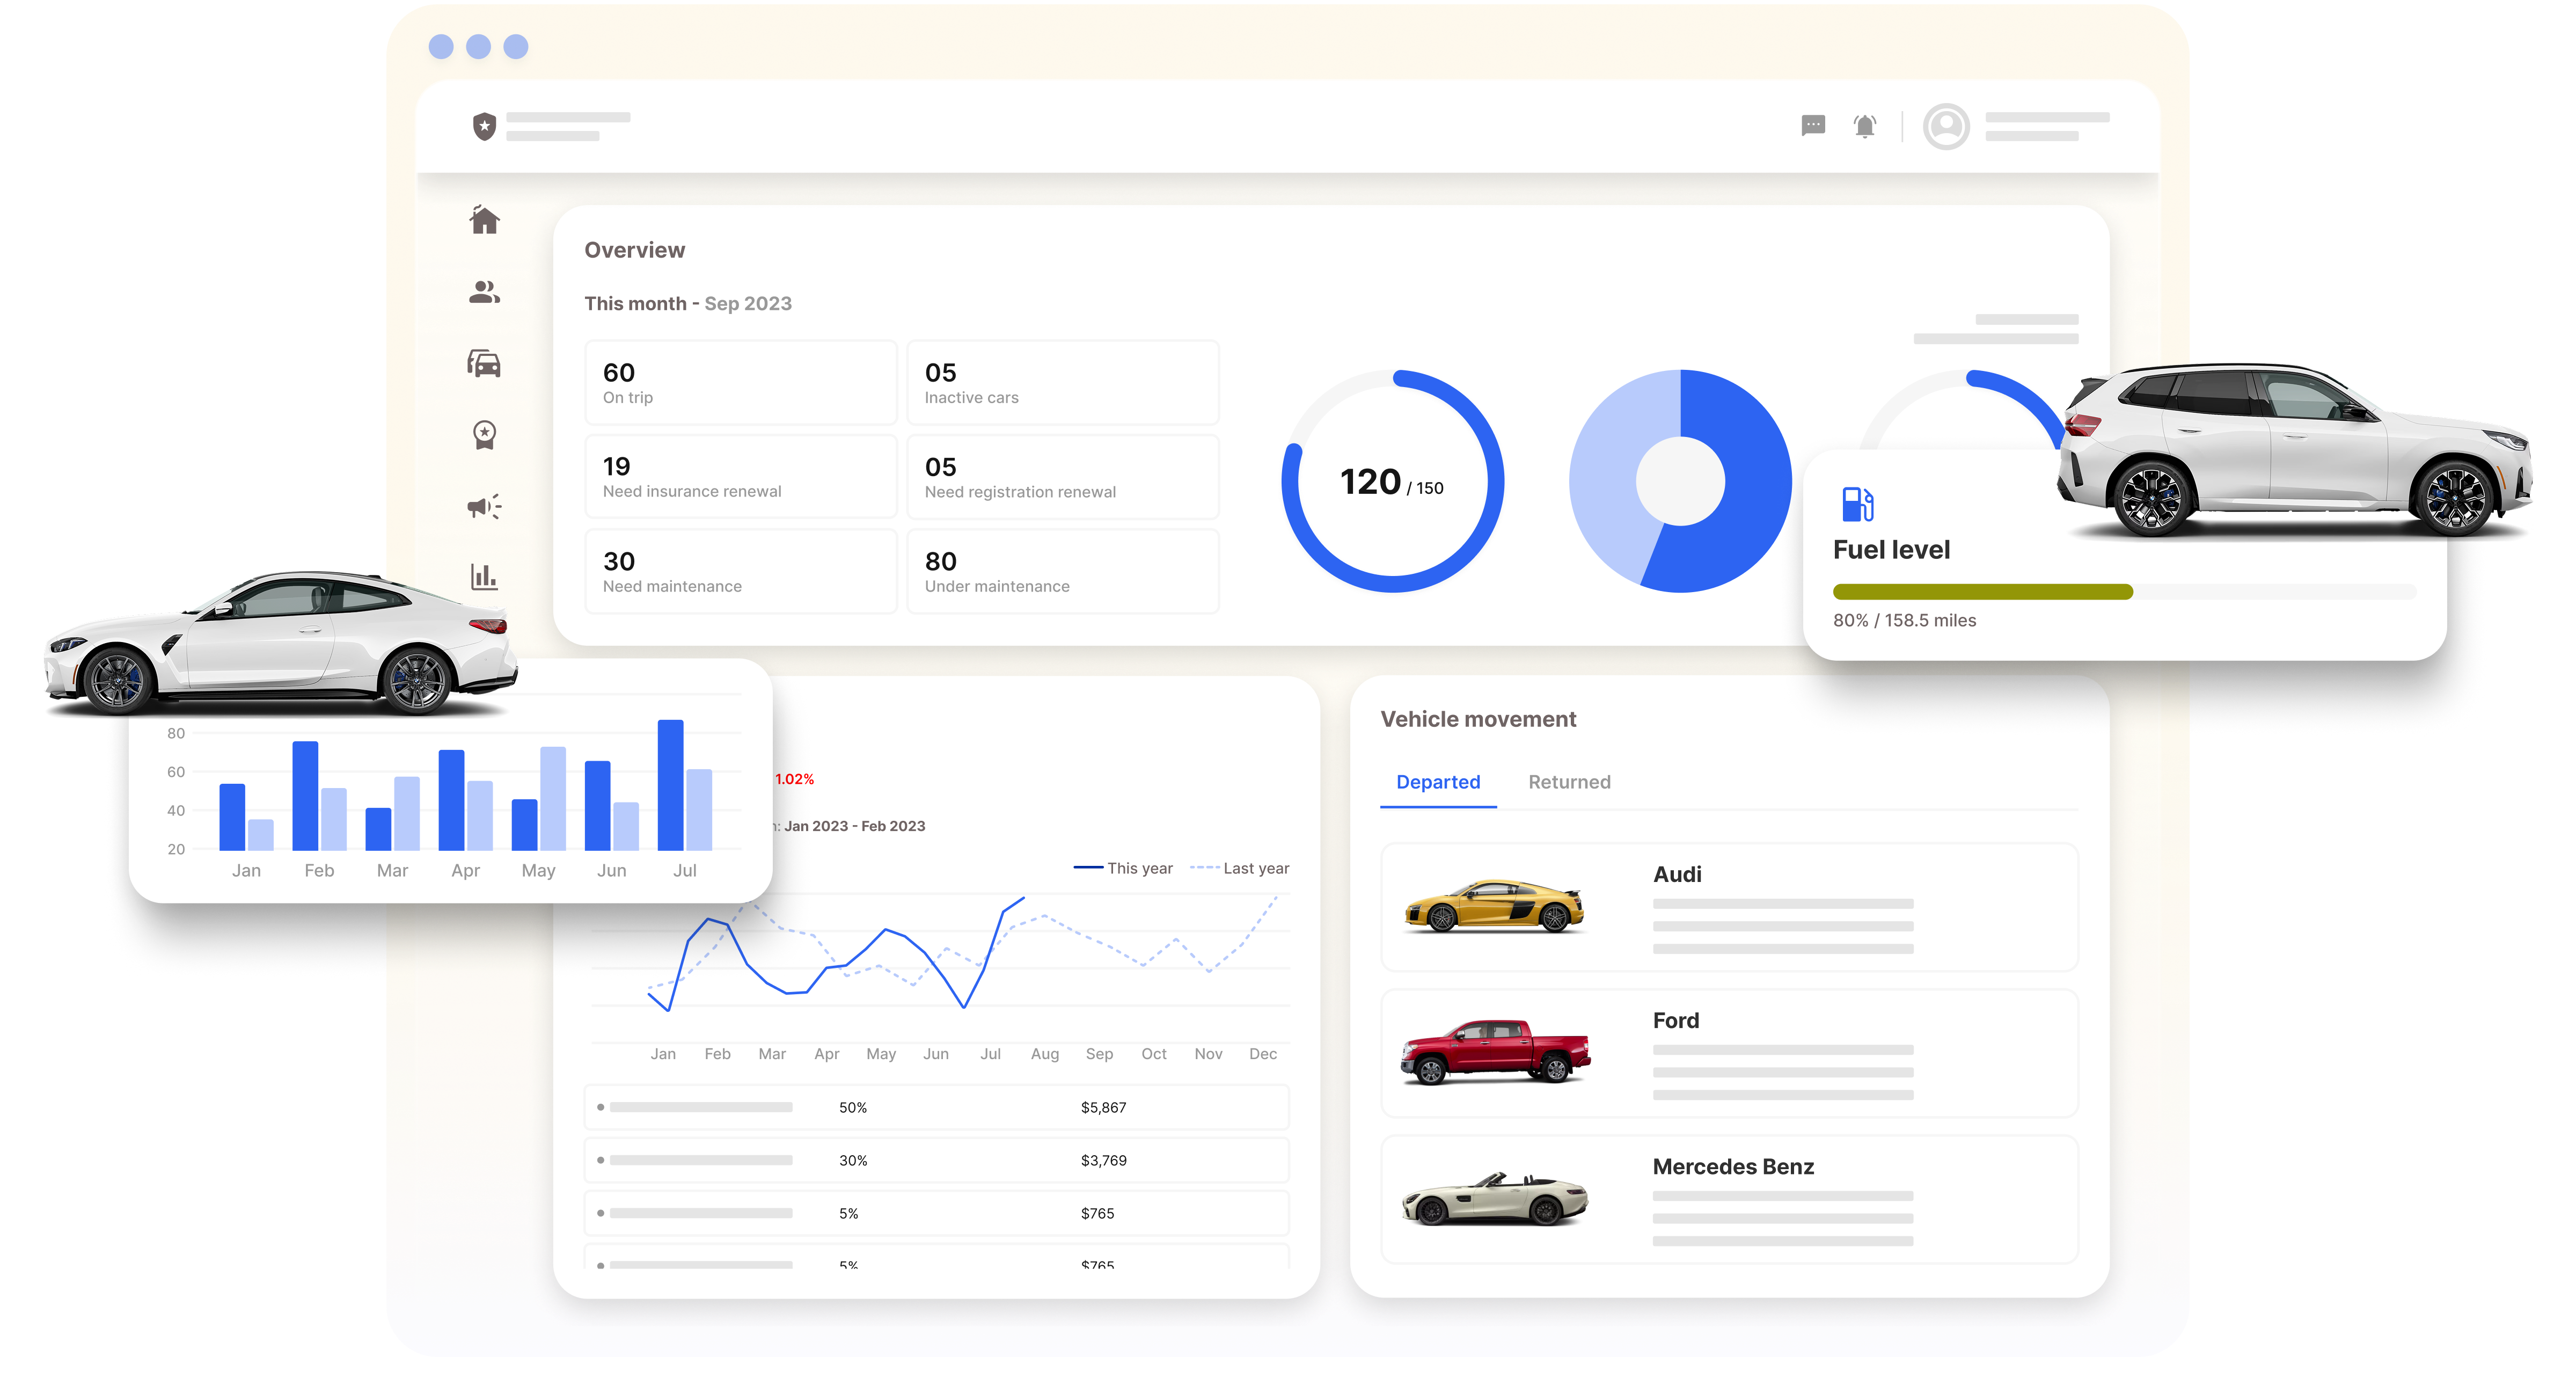 Overview
This month - Sep 2023
60
On trip
05
Inactive cars
19
Need insurance renewal
05
Need registration renewal
30
Need maintenance
80
Under maintenance
120 / 150
Fuel level
80% / 158.5 miles
80
60
40
20
Jan Feb Mar Apr May Jun Jul
1.02%
Jan 2023 - Feb 2023
This year Last year
Jan Feb Mar Apr May Jun Jul Aug Sep Oct Nov Dec
50% $5,867
30% $3,769
5% $765
5% $765
Vehicle movement
Departed Returned
Audi
Ford
Mercedes Benz